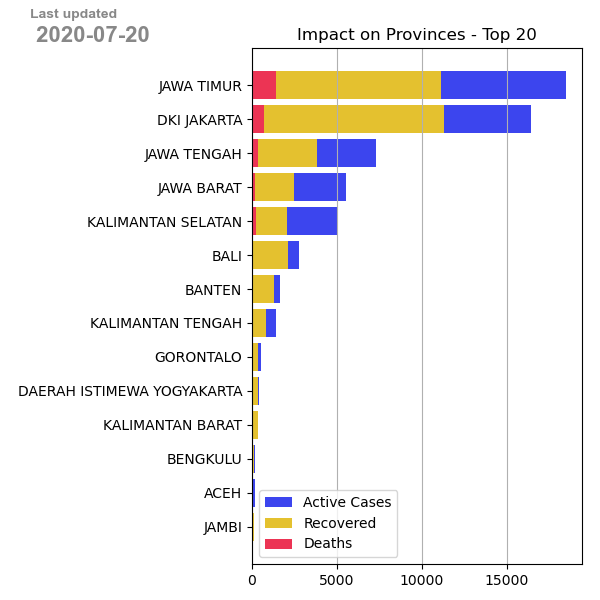 Last updated
2020-07-20
Impact on Provinces - Top 20
JAWA TIMUR
DKI JAKARTA
JAWA TENGAH
JAWA BARAT
KALIMANTAN SELATAN
BALI
BANTEN
KALIMANTAN TENGAH
GORONTALO
DAERAH ISTIMEWA YOGYAKARTA
KALIMANTAN BARAT
BENGKULU
ACEH
JAMBI
Active Cases
Recovered
Deaths
0 5000 10000 15000